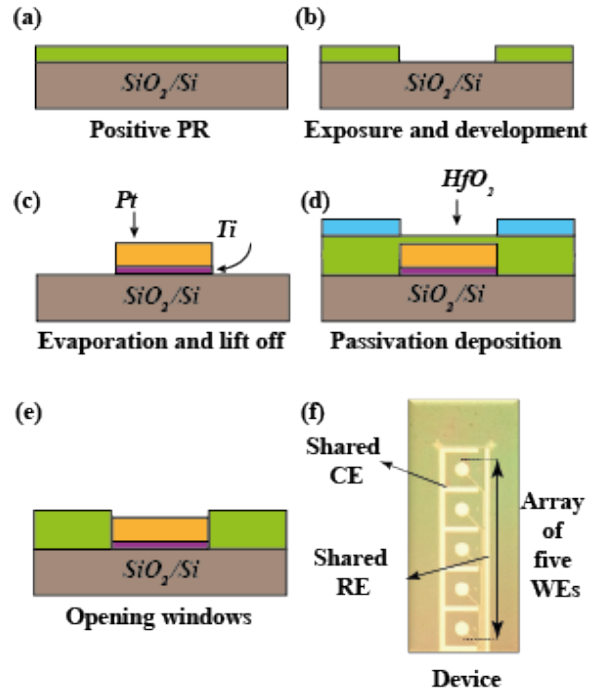 (a)
SiO2/Si
Positive PR
(b)
SiO2/Si
Exposure and development
(c)
Pt
Ti
SiO2/Si
Evaporation and lift off
(d)
HfO2
SiO2/Si
Passivation deposition
(e)
SiO2/Si
Opening windows
(f)
Shared
CE
Shared
RE
Array
of
five
WEs
Device